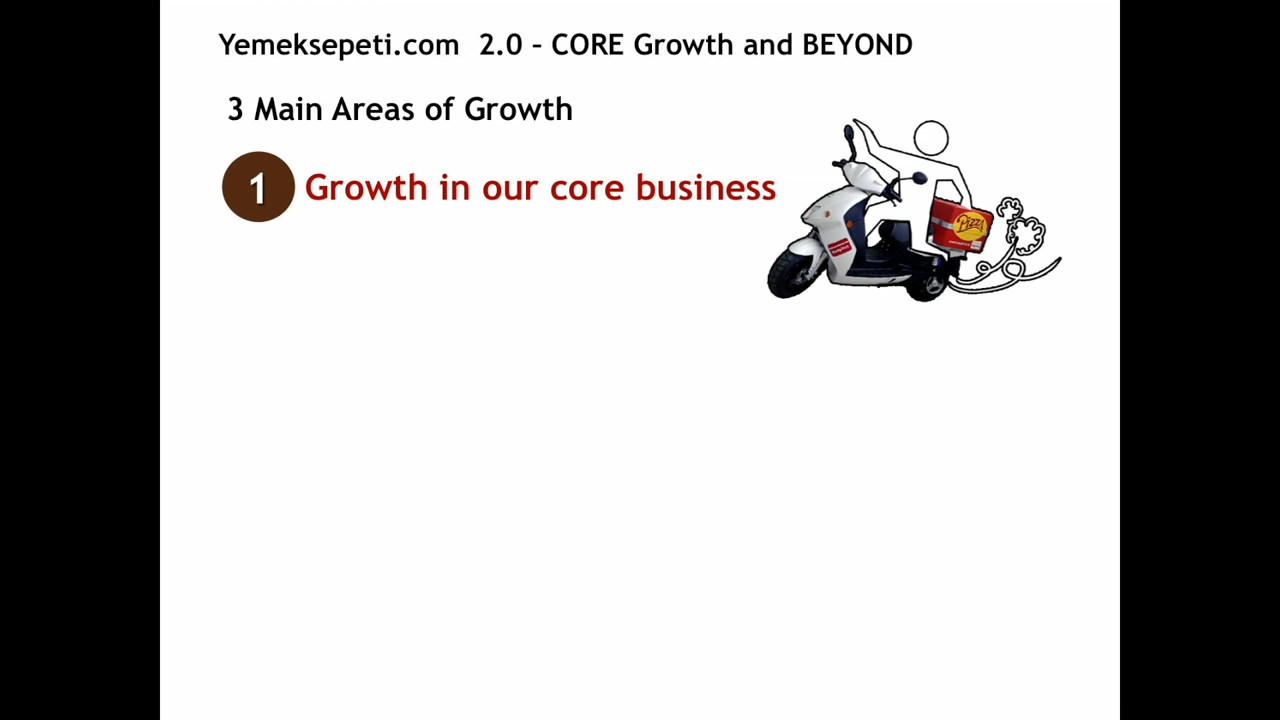 Yemeksepeti.com 2.0 – CORE Growth and BEYOND
3 Main Areas of Growth
1 Growth in our core business
Pizza